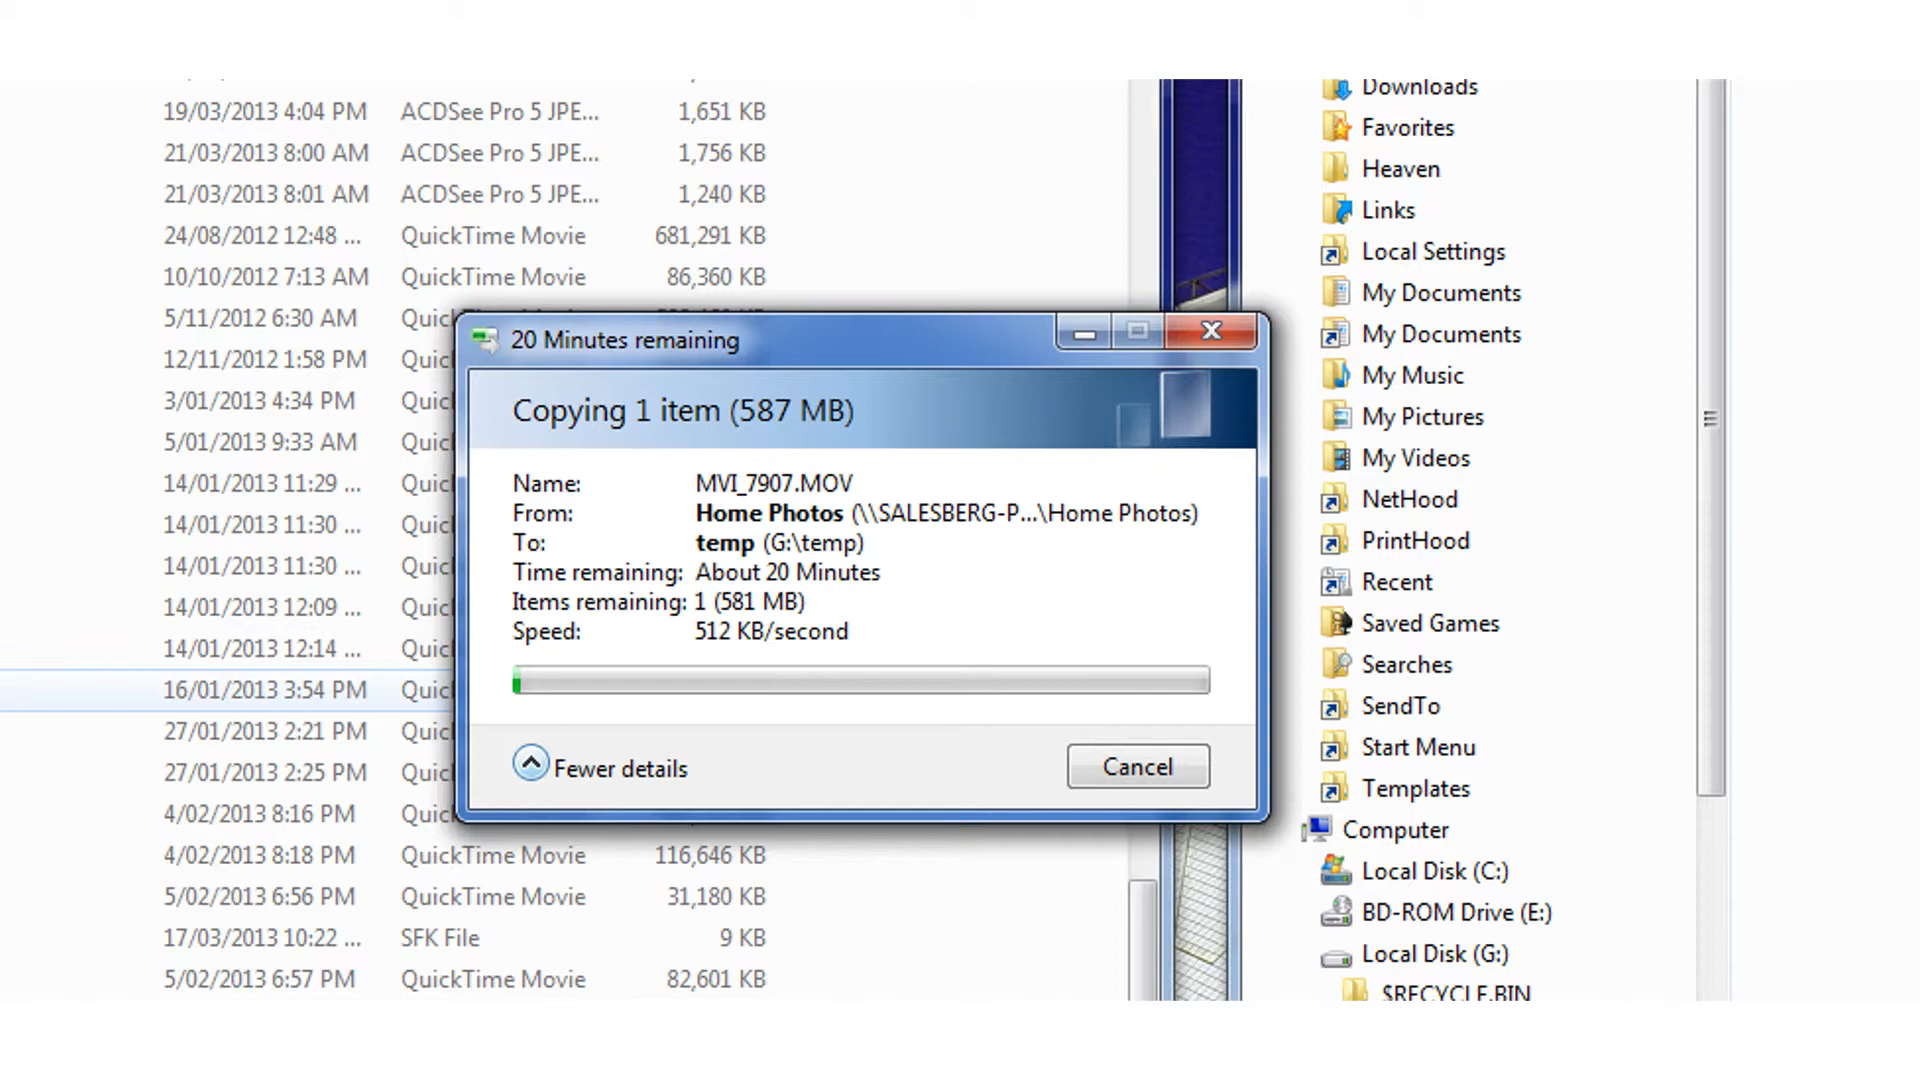 19/03/2013 4:04 PM ACDSee Pro 5 JPE... 1,651 KB
21/03/2013 8:00 AM ACDSee Pro 5 JPE... 1,756 KB
21/03/2013 8:01 AM ACDSee Pro 5 JPE... 1,240 KB
24/08/2012 12:48 ... QuickTime Movie 681,291 KB
10/10/2012 7:13 AM QuickTime Movie 86,360 KB
5/11/2012 6:30 AM
12/11/2012 1:58 PM
3/01/2013 4:34 PM
5/01/2013 9:33 AM
14/01/2013 11:29 ...
14/01/2013 11:30 ...
14/01/2013 11:30 ...
14/01/2013 12:09 ...
14/01/2013 12:14 ...
16/01/2013 3:54 PM
27/01/2013 2:21 PM
27/01/2013 2:25 PM
4/02/2013 8:16 PM
4/02/2013 8:18 PM QuickTime Movie 116,646 KB
5/02/2013 6:56 PM QuickTime Movie 31,180 KB
17/03/2013 10:22 ... SFK File 9 KB
5/02/2013 6:57 PM QuickTime Movie 82,601 KB
20 Minutes remaining
Copying 1 item (587 MB)
Name: MVI_7907.MOV
From: Home Photos (\\SALESBERG-P...\Home Photos)
To: temp (G:\temp)
Time remaining: About 20 Minutes
Items remaining: 1 (581 MB)
Speed: 512 KB/second
Fewer details
Cancel
Downloads
Favorites
Heaven
Links
Local Settings
My Documents
My Documents
My Music
My Pictures
My Videos
NetHood
PrintHood
Recent
Saved Games
Searches
SendTo
Start Menu
Templates
Computer
Local Disk (C:)
BD-ROM Drive (E:)
Local Disk (G:)
$RECYCLE.BIN